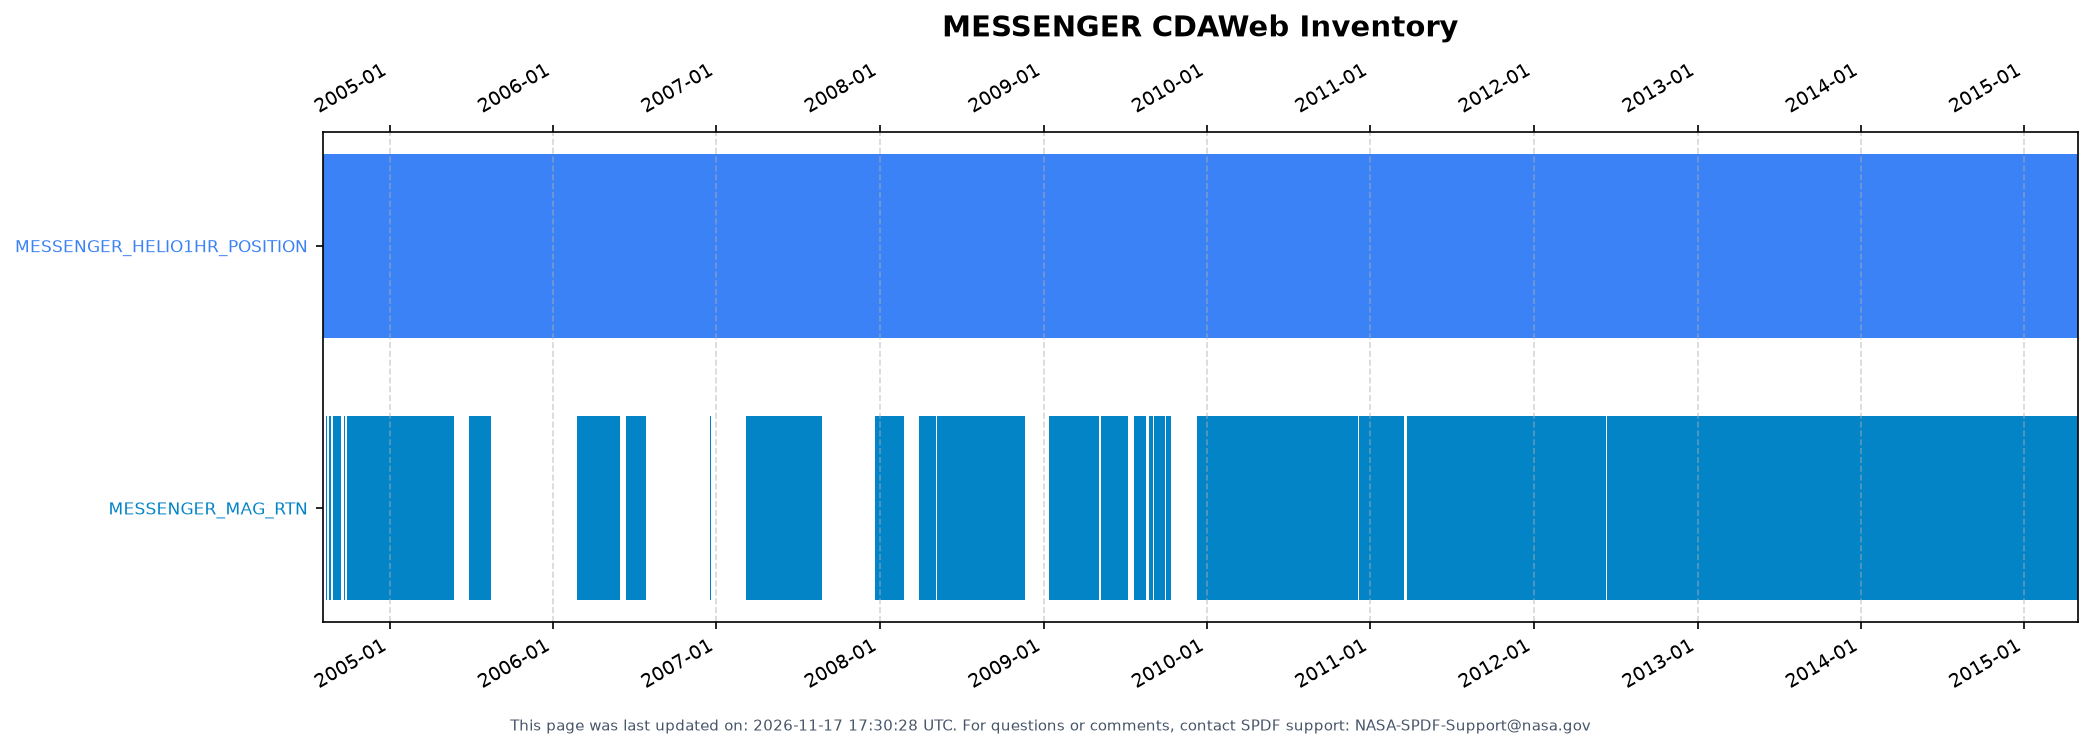 MESSENGER CDAWeb Inventory
2005-01 2006-01 2007-01 2008-01 2009-01 2010-01 2011-01 2012-01 2013-01 2014-01 2015-01
MESSENGER_HELIO1HR_POSITION
MESSENGER_MAG_RTN
2005-01 2006-01 2007-01 2008-01 2009-01 2010-01 2011-01 2012-01 2013-01 2014-01 2015-01
This page was last updated on: 2026-11-17 17:30:28 UTC. For questions or comments, contact SPDF support: NASA-SPDF-Support@nasa.gov